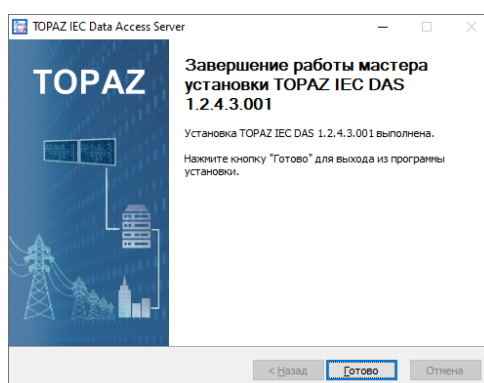 TOPAZ IEC Data Access Server
TOPAZ
Завершение работы мастера
установки TOPAZ IEC DAS
1.2.4.3.001
Установка TOPAZ IEC DAS 1.2.4.3.001 выполнена.
Нажмите кнопку "Готово" для выхода из программы
установки.
< Назад
Готово
Отмена